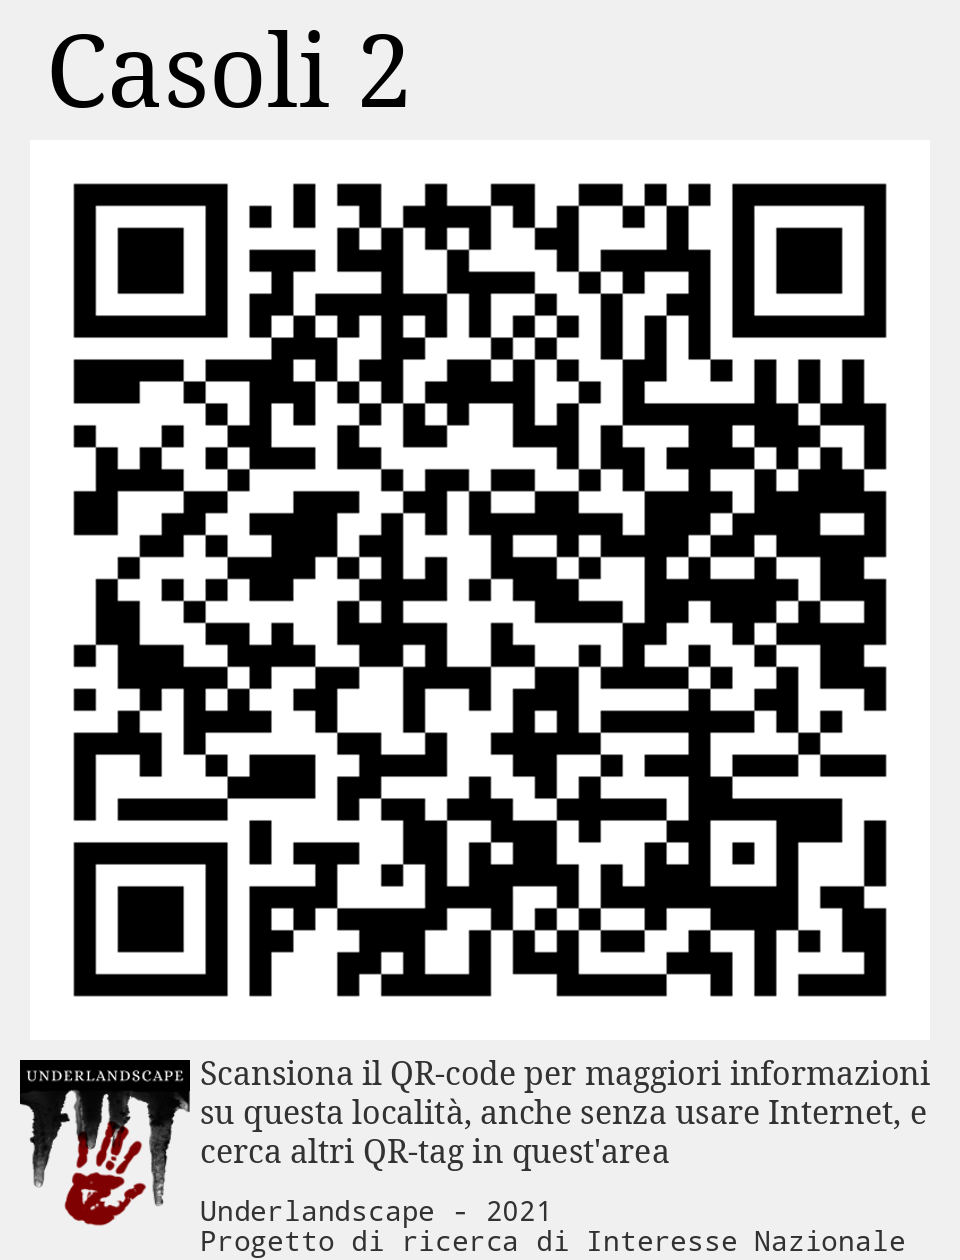 Casoli 2
UNDERLANDSCAPE
Scansiona il QR-code per maggiori informazioni
su questa località, anche senza usare Internet, e
cerca altri QR-tag in quest'area
Underlandscape - 2021
Progetto di ricerca di Interesse Nazionale